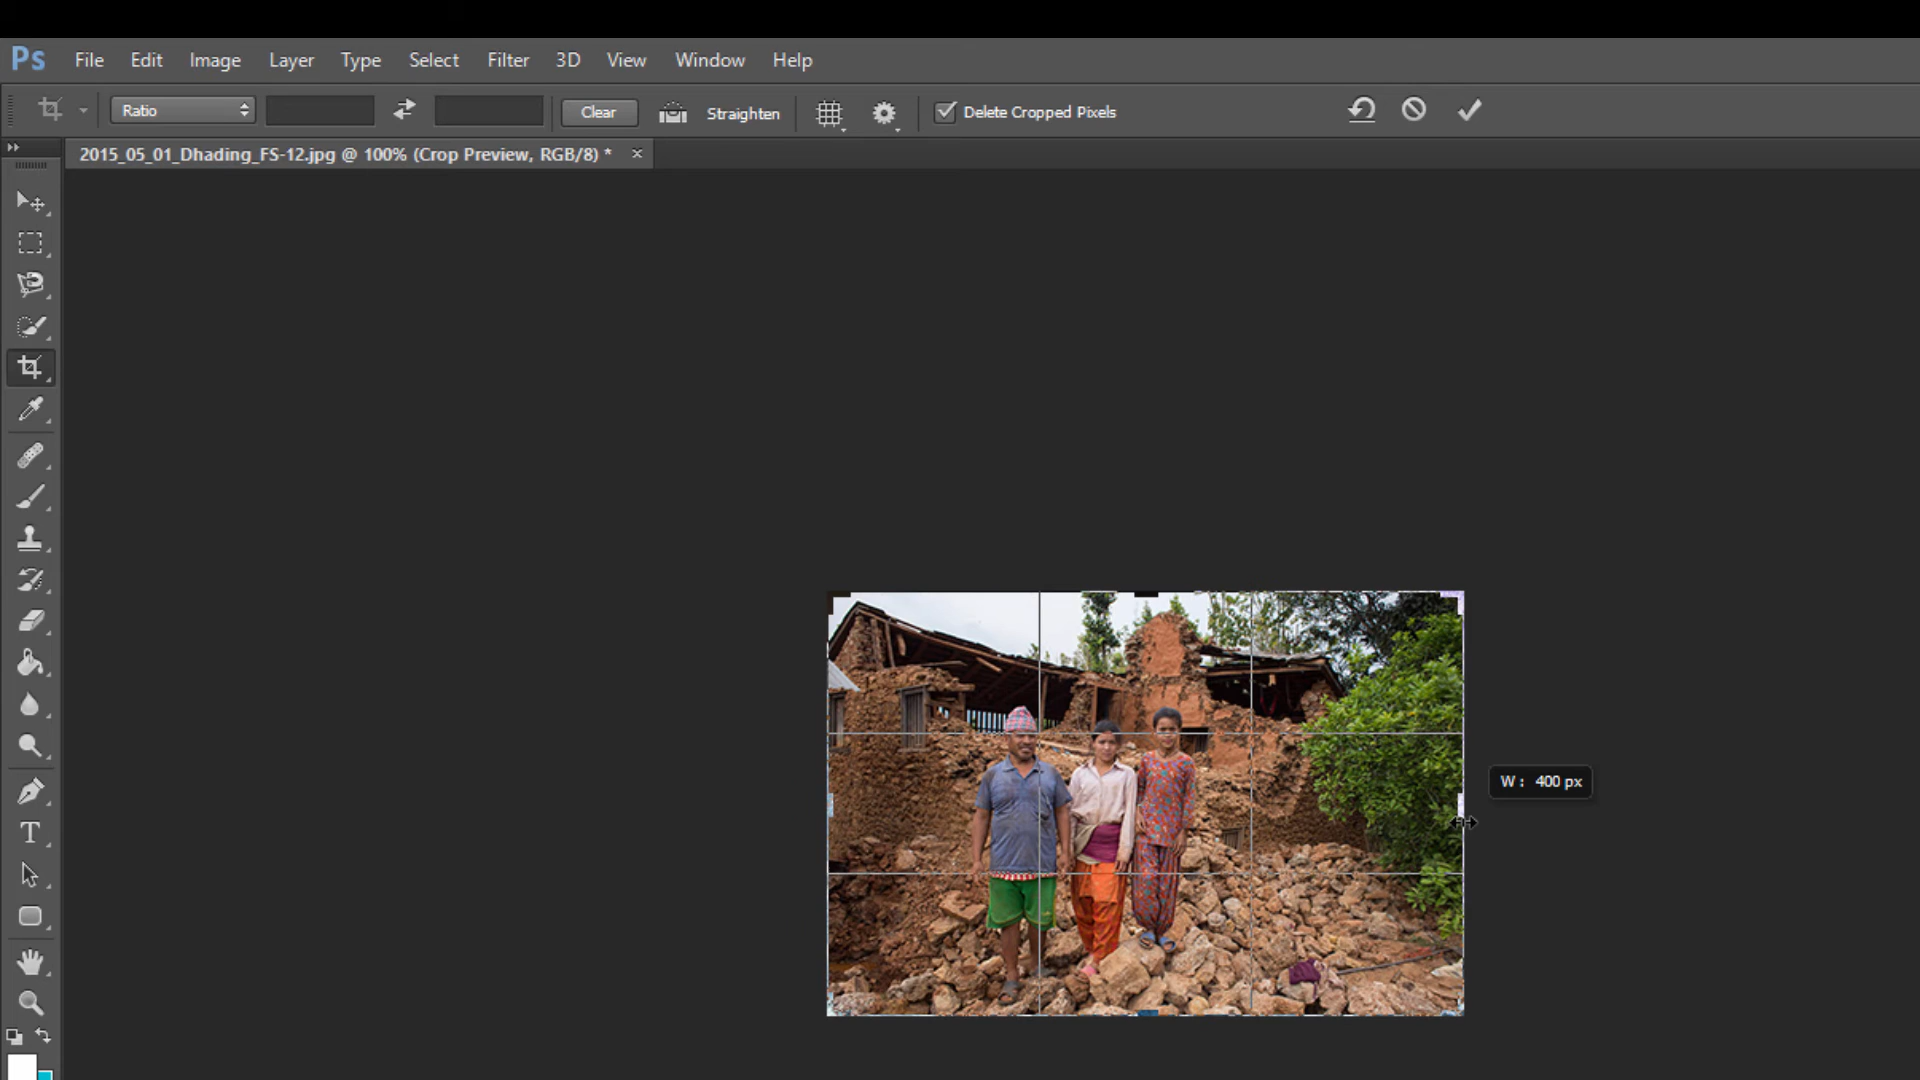 Ps File Edit Image Layer Type Select Filter 3D View Window Help
Ratio Clear Straighten Delete Cropped Pixels
2015_05_01_Dhading_FS-12.jpg @ 100% (Crop Preview, RGB/8) * ×
W : 400 px